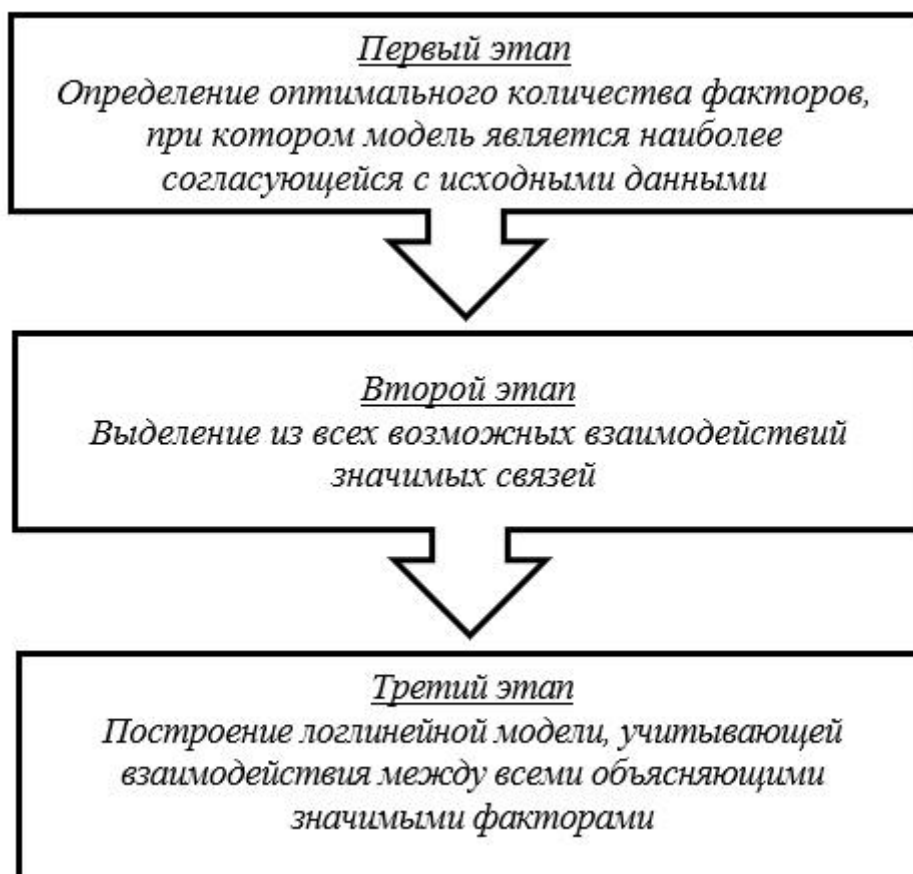 Первый этап
Определение оптимального количества факторов,
при котором модель является наиболее
согласующейся с исходными данными
Второй этап
Выделение из всех возможных взаимодействий
значимых связей
Третий этап
Построение логлинейной модели, учитывающей
взаимодействия между всеми объясняющими
значимыми факторами